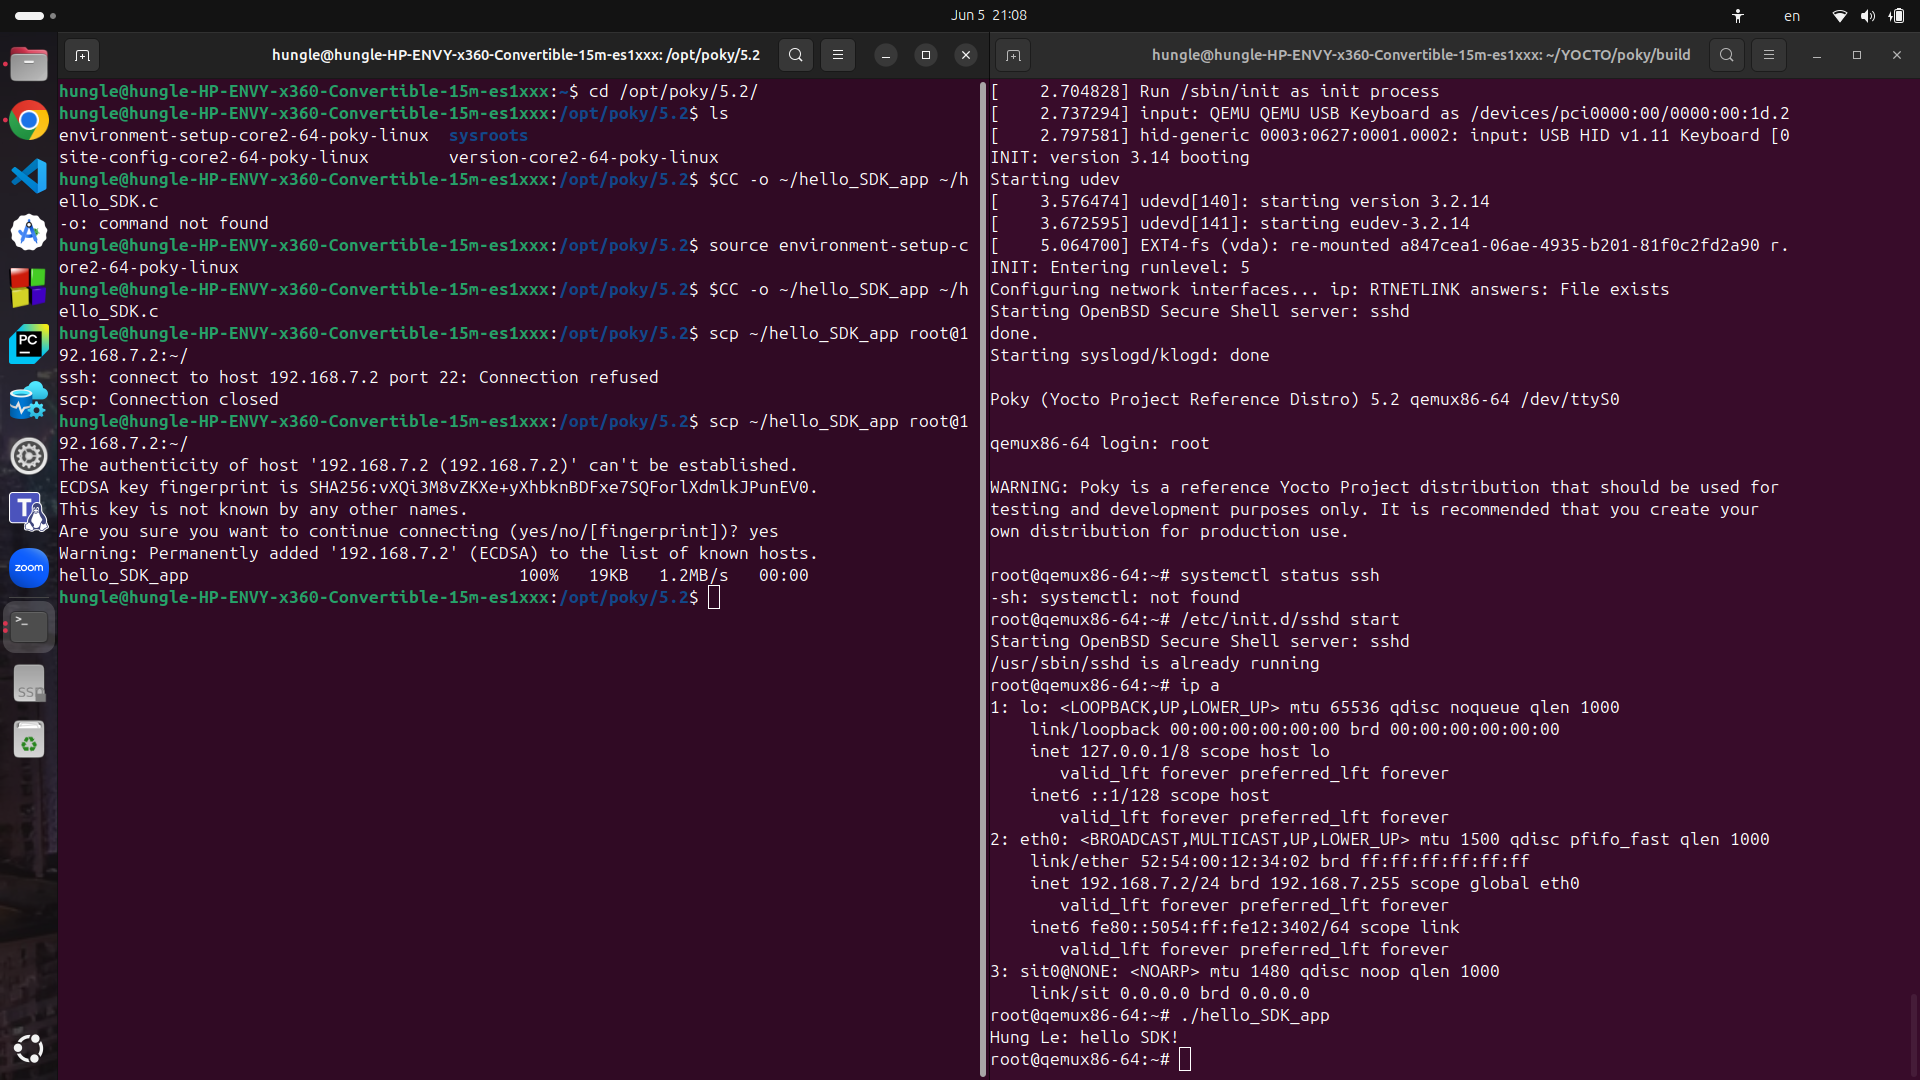 Jun 5 21:08
en
hungle@hungle-HP-ENVY-x360-Convertible-15m-es1xxx: /opt/poky/5.2
hungle@hungle-HP-ENVY-x360-Convertible-15m-es1xxx:~$ cd /opt/poky/5.2/
hungle@hungle-HP-ENVY-x360-Convertible-15m-es1xxx:/opt/poky/5.2$ ls
environment-setup-core2-64-poky-linux  sysroots
site-config-core2-64-poky-linux        version-core2-64-poky-linux
hungle@hungle-HP-ENVY-x360-Convertible-15m-es1xxx:/opt/poky/5.2$ $CC -o ~/hello_SDK_app ~/h
ello_SDK.c
-o: command not found
hungle@hungle-HP-ENVY-x360-Convertible-15m-es1xxx:/opt/poky/5.2$ source environment-setup-c
ore2-64-poky-linux
hungle@hungle-HP-ENVY-x360-Convertible-15m-es1xxx:/opt/poky/5.2$ $CC -o ~/hello_SDK_app ~/h
ello_SDK.c
hungle@hungle-HP-ENVY-x360-Convertible-15m-es1xxx:/opt/poky/5.2$ scp ~/hello_SDK_app root@1
92.168.7.2:~/
ssh: connect to host 192.168.7.2 port 22: Connection refused
scp: Connection closed
hungle@hungle-HP-ENVY-x360-Convertible-15m-es1xxx:/opt/poky/5.2$ scp ~/hello_SDK_app root@1
92.168.7.2:~/
The authenticity of host '192.168.7.2 (192.168.7.2)' can't be established.
ECDSA key fingerprint is SHA256:vXQi3M8vZKXe+yXhbknBDFxe7SQForlXdmlkJPunEV0.
This key is not known by any other names.
Are you sure you want to continue connecting (yes/no/[fingerprint])? yes
Warning: Permanently added '192.168.7.2' (ECDSA) to the list of known hosts.
hello_SDK_app                                 100%   19KB   1.2MB/s   00:00
hungle@hungle-HP-ENVY-x360-Convertible-15m-es1xxx:/opt/poky/5.2$
hungle@hungle-HP-ENVY-x360-Convertible-15m-es1xxx: ~/YOCTO/poky/build
[    2.704828] Run /sbin/init as init process
[    2.737294] input: QEMU QEMU USB Keyboard as /devices/pci0000:00/0000:00:1d.2
[    2.797581] hid-generic 0003:0627:0001.0002: input: USB HID v1.11 Keyboard [0
INIT: version 3.14 booting
Starting udev
[    3.576474] udevd[140]: starting version 3.2.14
[    3.672595] udevd[141]: starting eudev-3.2.14
[    5.064700] EXT4-fs (vda): re-mounted a847cea1-06ae-4935-b201-81f0c2fd2a90 r.
INIT: Entering runlevel: 5
Configuring network interfaces... ip: RTNETLINK answers: File exists
Starting OpenBSD Secure Shell server: sshd
done.
Starting syslogd/klogd: done
Poky (Yocto Project Reference Distro) 5.2 qemux86-64 /dev/ttyS0
qemux86-64 login: root
WARNING: Poky is a reference Yocto Project distribution that should be used for
testing and development purposes only. It is recommended that you create your
own distribution for production use.
root@qemux86-64:~# systemctl status ssh
-sh: systemctl: not found
root@qemux86-64:~# /etc/init.d/sshd start
Starting OpenBSD Secure Shell server: sshd
/usr/sbin/sshd is already running
root@qemux86-64:~# ip a
1: lo: <LOOPBACK,UP,LOWER_UP> mtu 65536 qdisc noqueue qlen 1000
    link/loopback 00:00:00:00:00:00 brd 00:00:00:00:00:00
    inet 127.0.0.1/8 scope host lo
       valid_lft forever preferred_lft forever
    inet6 ::1/128 scope host
       valid_lft forever preferred_lft forever
2: eth0: <BROADCAST,MULTICAST,UP,LOWER_UP> mtu 1500 qdisc pfifo_fast qlen 1000
    link/ether 52:54:00:12:34:02 brd ff:ff:ff:ff:ff:ff
    inet 192.168.7.2/24 brd 192.168.7.255 scope global eth0
       valid_lft forever preferred_lft forever
    inet6 fe80::5054:ff:fe12:3402/64 scope link
       valid_lft forever preferred_lft forever
3: sit0@NONE: <NOARP> mtu 1480 qdisc noop qlen 1000
    link/sit 0.0.0.0 brd 0.0.0.0
root@qemux86-64:~# ./hello_SDK_app
Hung Le: hello SDK!
root@qemux86-64:~#
PC
T
zoom
>_
SSD